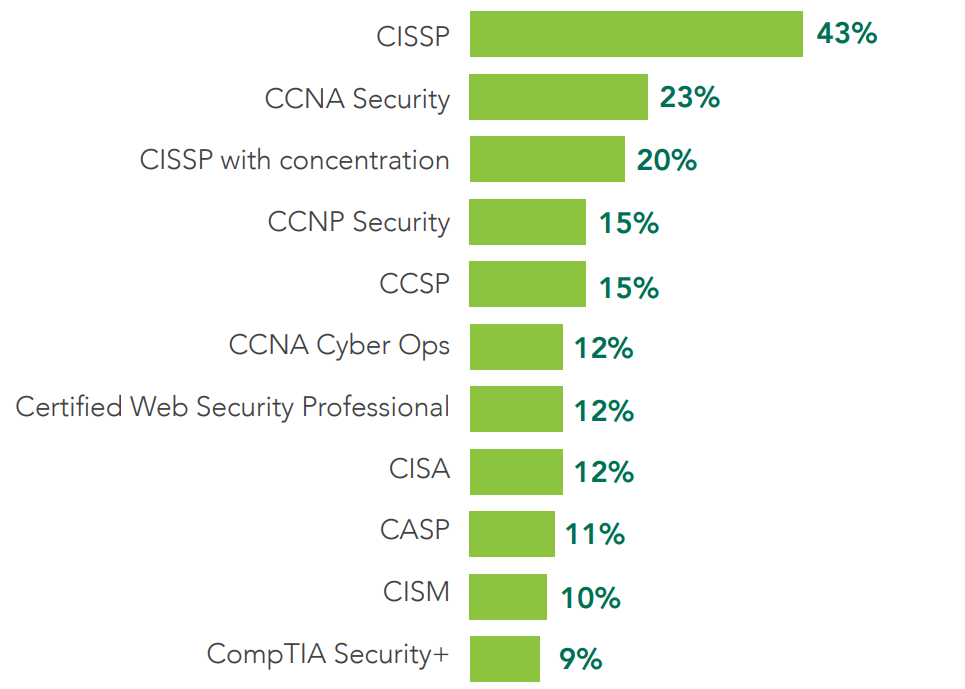 CISSP 43%
CCNA Security 23%
CISSP with concentration 20%
CCNP Security 15%
CCSP 15%
CCNA Cyber Ops 12%
Certified Web Security Professional 12%
CISA 12%
CASP 11%
CISM 10%
CompTIA Security+ 9%